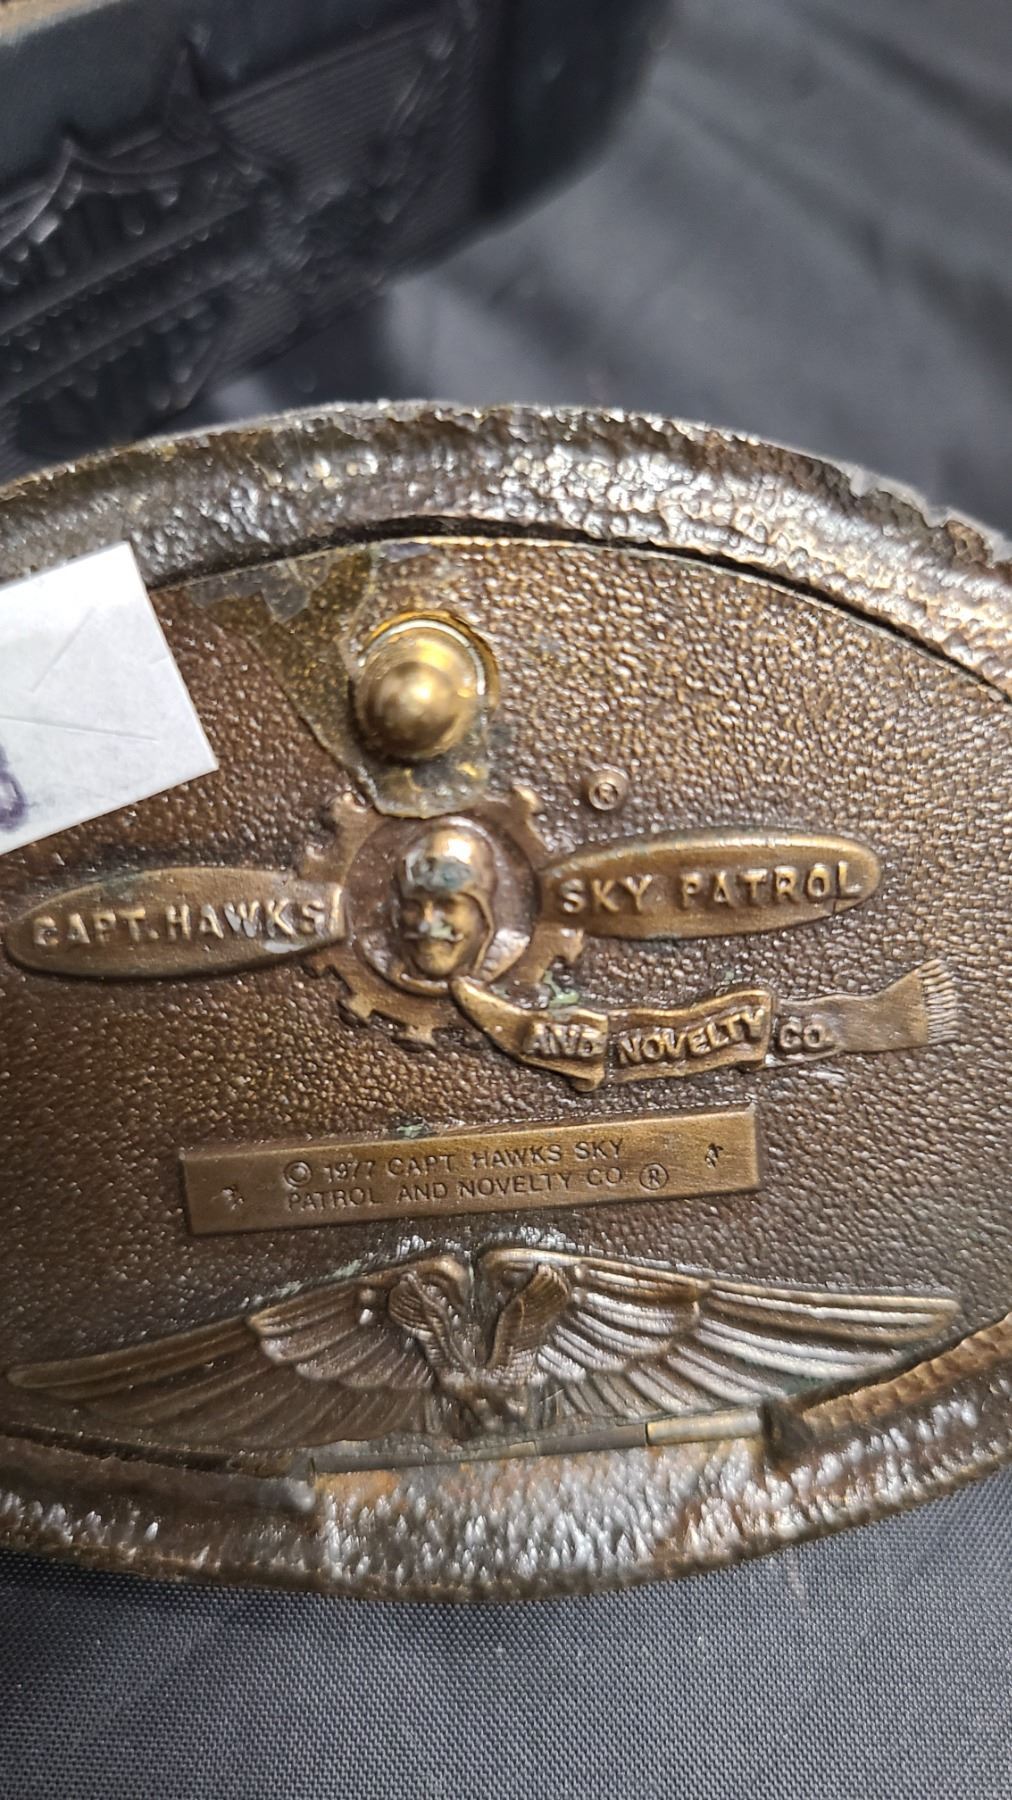 ®
CAPT. HAWKS SKY PATROL
AND NOVELTY CO.
© 1977 CAPT. HAWKS SKY
PATROL AND NOVELTY CO. ®